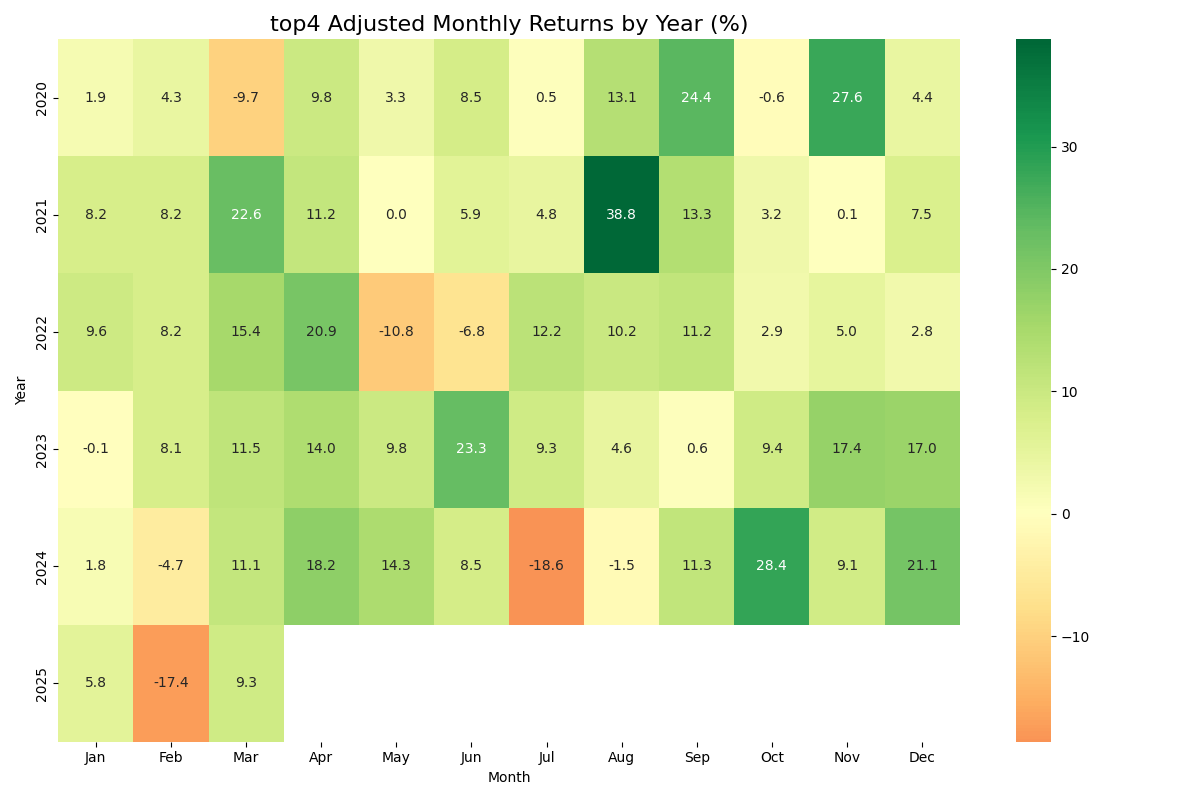 top4 Adjusted Monthly Returns by Year (%)
2020 1.9 4.3 -9.7 9.8 3.3 8.5 0.5 13.1 24.4 -0.6 27.6 4.4
2021 8.2 8.2 22.6 11.2 0.0 5.9 4.8 38.8 13.3 3.2 0.1 7.5
2022 9.6 8.2 15.4 20.9 -10.8 -6.8 12.2 10.2 11.2 2.9 5.0 2.8
2023 -0.1 8.1 11.5 14.0 9.8 23.3 9.3 4.6 0.6 9.4 17.4 17.0
2024 1.8 -4.7 11.1 18.2 14.3 8.5 -18.6 -1.5 11.3 28.4 9.1 21.1
2025 5.8 -17.4 9.3
Year
Jan Feb Mar Apr May Jun Jul Aug Sep Oct Nov Dec
Month
30
20
10
0
−10